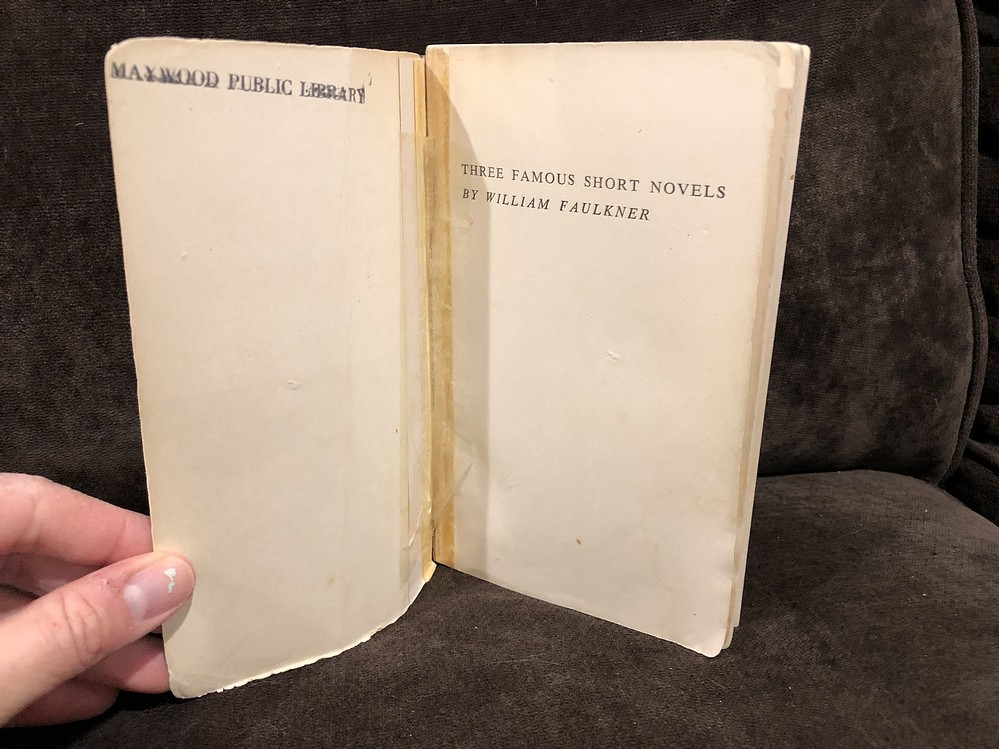 MAYWOOD PUBLIC LIBRARY
THREE FAMOUS SHORT NOVELS
BY WILLIAM FAULKNER